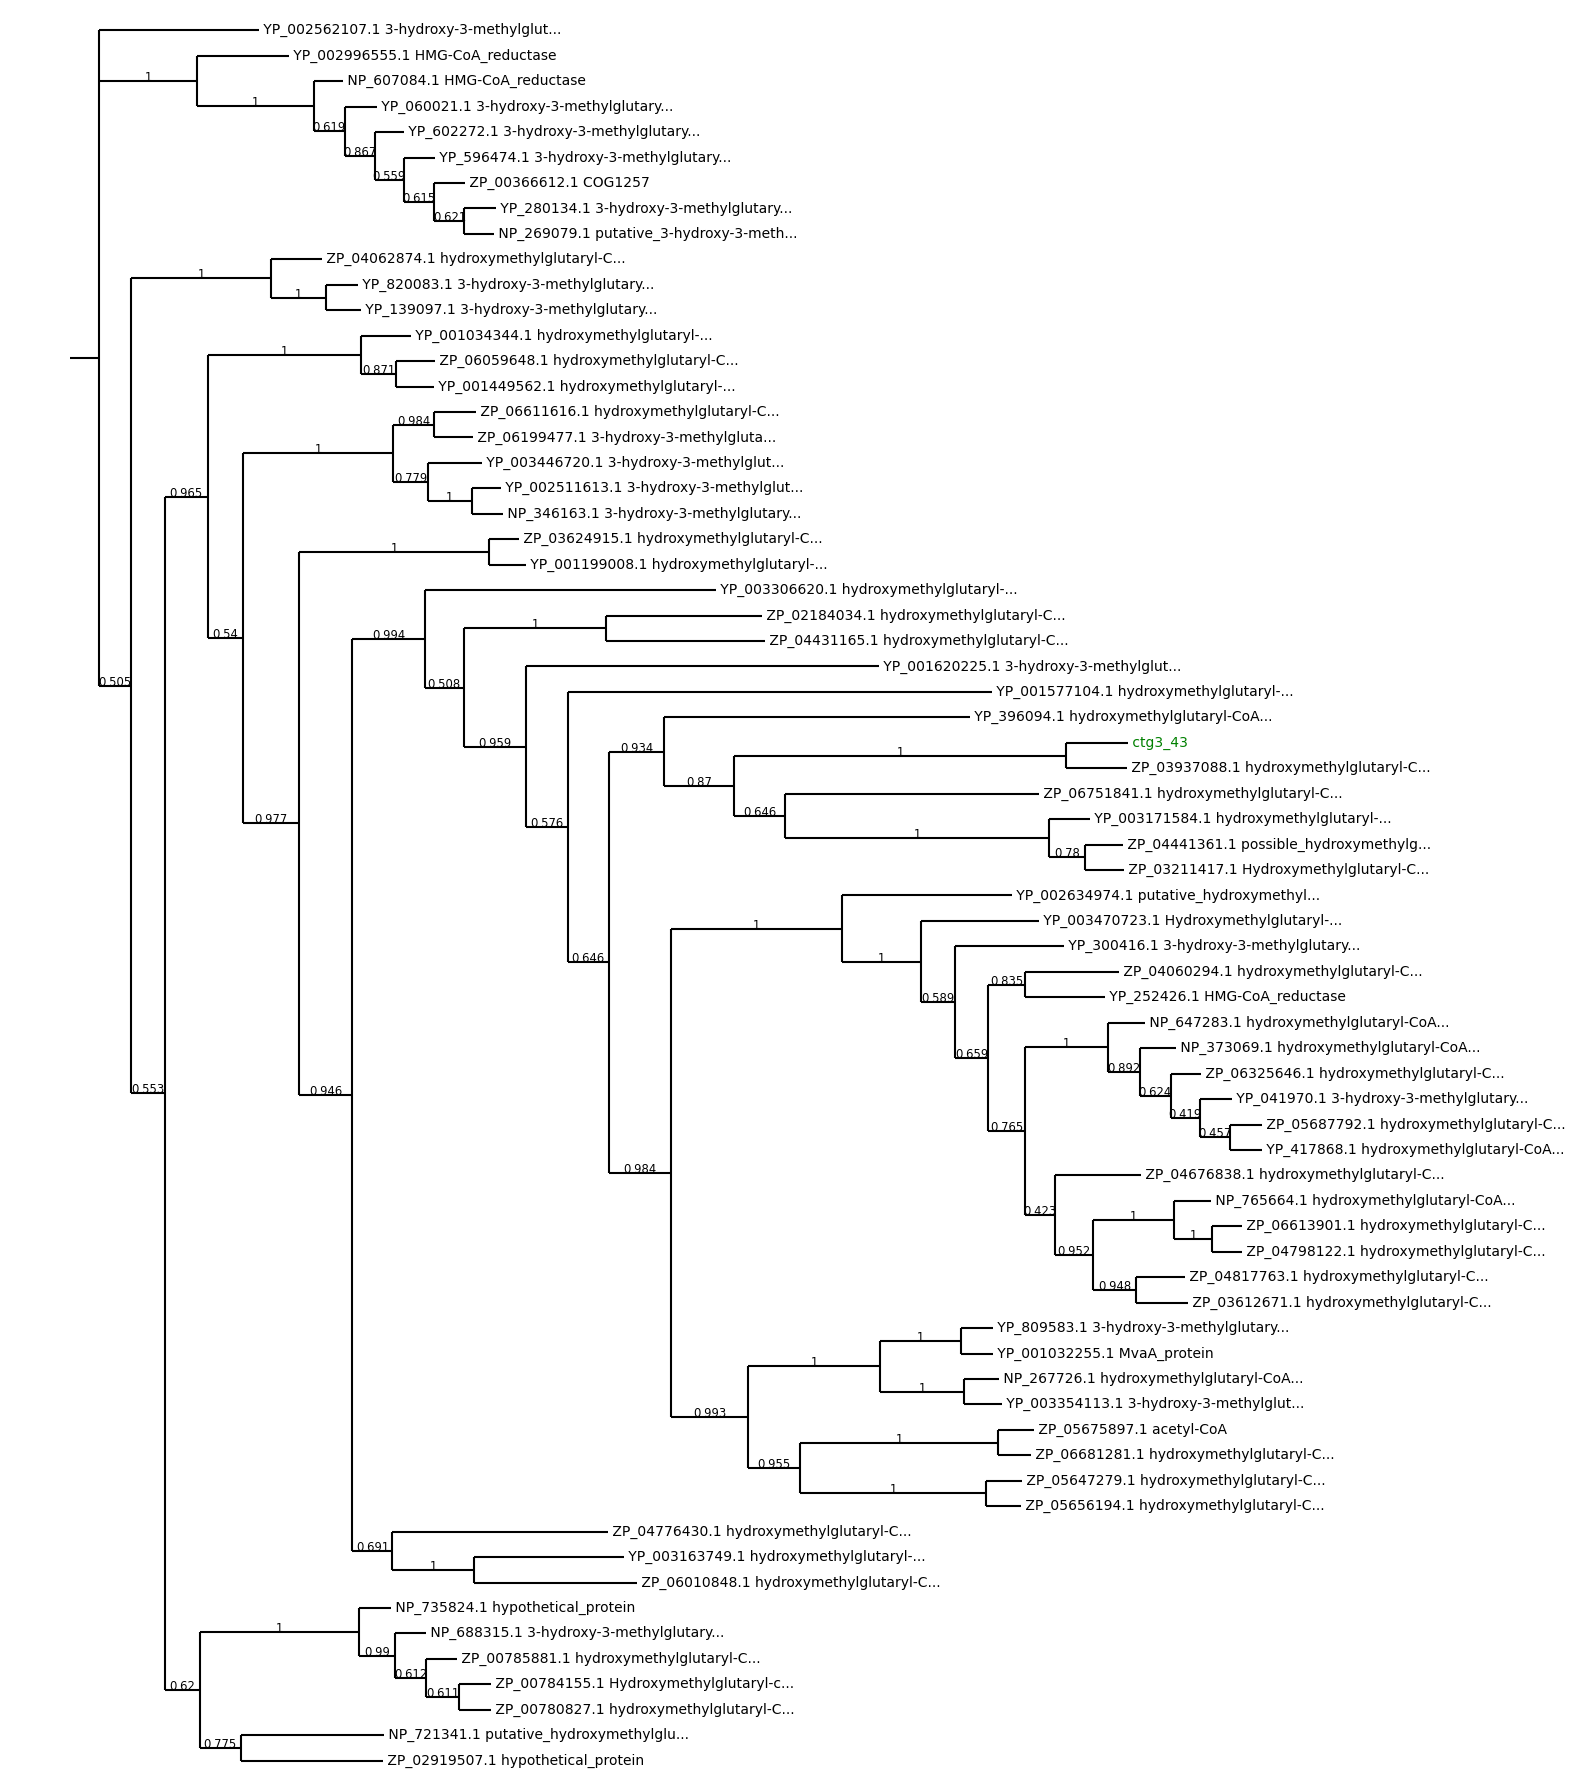 YP_002562107.1 3-hydroxy-3-methylglut...
YP_002996555.1 HMG-CoA_reductase
1
NP_607084.1 HMG-CoA_reductase
1
YP_060021.1 3-hydroxy-3-methylglutary...
0.619
YP_602272.1 3-hydroxy-3-methylglutary...
0.867
YP_596474.1 3-hydroxy-3-methylglutary...
0.559
ZP_00366612.1 COG1257
0.615
YP_280134.1 3-hydroxy-3-methylglutary...
0.621
NP_269079.1 putative_3-hydroxy-3-meth...
ZP_04062874.1 hydroxymethylglutaryl-C...
1
YP_820083.1 3-hydroxy-3-methylglutary...
1
YP_139097.1 3-hydroxy-3-methylglutary...
YP_001034344.1 hydroxymethylglutaryl-...
1
ZP_06059648.1 hydroxymethylglutaryl-C...
0.871
YP_001449562.1 hydroxymethylglutaryl-...
ZP_06611616.1 hydroxymethylglutaryl-C...
0.984
ZP_06199477.1 3-hydroxy-3-methylgluta...
1
YP_003446720.1 3-hydroxy-3-methylglut...
0.779
YP_002511613.1 3-hydroxy-3-methylglut...
0.965
1
NP_346163.1 3-hydroxy-3-methylglutary...
ZP_03624915.1 hydroxymethylglutaryl-C...
1
YP_001199008.1 hydroxymethylglutaryl-...
YP_003306620.1 hydroxymethylglutaryl-...
ZP_02184034.1 hydroxymethylglutaryl-C...
1
0.54
0.994
ZP_04431165.1 hydroxymethylglutaryl-C...
YP_001620225.1 3-hydroxy-3-methylglut...
0.505
0.508
YP_001577104.1 hydroxymethylglutaryl-...
YP_396094.1 hydroxymethylglutaryl-CoA...
0.959
0.934
ctg3_43
1
ZP_03937088.1 hydroxymethylglutaryl-C...
0.87
ZP_06751841.1 hydroxymethylglutaryl-C...
0.646
YP_003171584.1 hydroxymethylglutaryl-...
0.977
0.576
1
ZP_04441361.1 possible_hydroxymethylg...
0.78
ZP_03211417.1 Hydroxymethylglutaryl-C...
YP_002634974.1 putative_hydroxymethyl...
YP_003470723.1 Hydroxymethylglutaryl-...
1
YP_300416.1 3-hydroxy-3-methylglutary...
0.646
1
ZP_04060294.1 hydroxymethylglutaryl-C...
0.835
YP_252426.1 HMG-CoA_reductase
0.589
NP_647283.1 hydroxymethylglutaryl-CoA...
1
NP_373069.1 hydroxymethylglutaryl-CoA...
0.659
0.892
ZP_06325646.1 hydroxymethylglutaryl-C...
0.553
0.946
0.624
YP_041970.1 3-hydroxy-3-methylglutary...
0.419
ZP_05687792.1 hydroxymethylglutaryl-C...
0.765
0.457
YP_417868.1 hydroxymethylglutaryl-CoA...
0.984
ZP_04676838.1 hydroxymethylglutaryl-C...
NP_765664.1 hydroxymethylglutaryl-CoA...
0.423
1
ZP_06613901.1 hydroxymethylglutaryl-C...
1
0.952
ZP_04798122.1 hydroxymethylglutaryl-C...
ZP_04817763.1 hydroxymethylglutaryl-C...
0.948
ZP_03612671.1 hydroxymethylglutaryl-C...
YP_809583.1 3-hydroxy-3-methylglutary...
1
YP_001032255.1 MvaA_protein
1
NP_267726.1 hydroxymethylglutaryl-CoA...
1
YP_003354113.1 3-hydroxy-3-methylglut...
0.993
ZP_05675897.1 acetyl-CoA
1
ZP_06681281.1 hydroxymethylglutaryl-C...
0.955
ZP_05647279.1 hydroxymethylglutaryl-C...
1
ZP_05656194.1 hydroxymethylglutaryl-C...
ZP_04776430.1 hydroxymethylglutaryl-C...
0.691
YP_003163749.1 hydroxymethylglutaryl-...
1
ZP_06010848.1 hydroxymethylglutaryl-C...
NP_735824.1 hypothetical_protein
1
NP_688315.1 3-hydroxy-3-methylglutary...
0.99
ZP_00785881.1 hydroxymethylglutaryl-C...
0.612
ZP_00784155.1 Hydroxymethylglutaryl-c...
0.62
0.611
ZP_00780827.1 hydroxymethylglutaryl-C...
NP_721341.1 putative_hydroxymethylglu...
0.775
ZP_02919507.1 hypothetical_protein